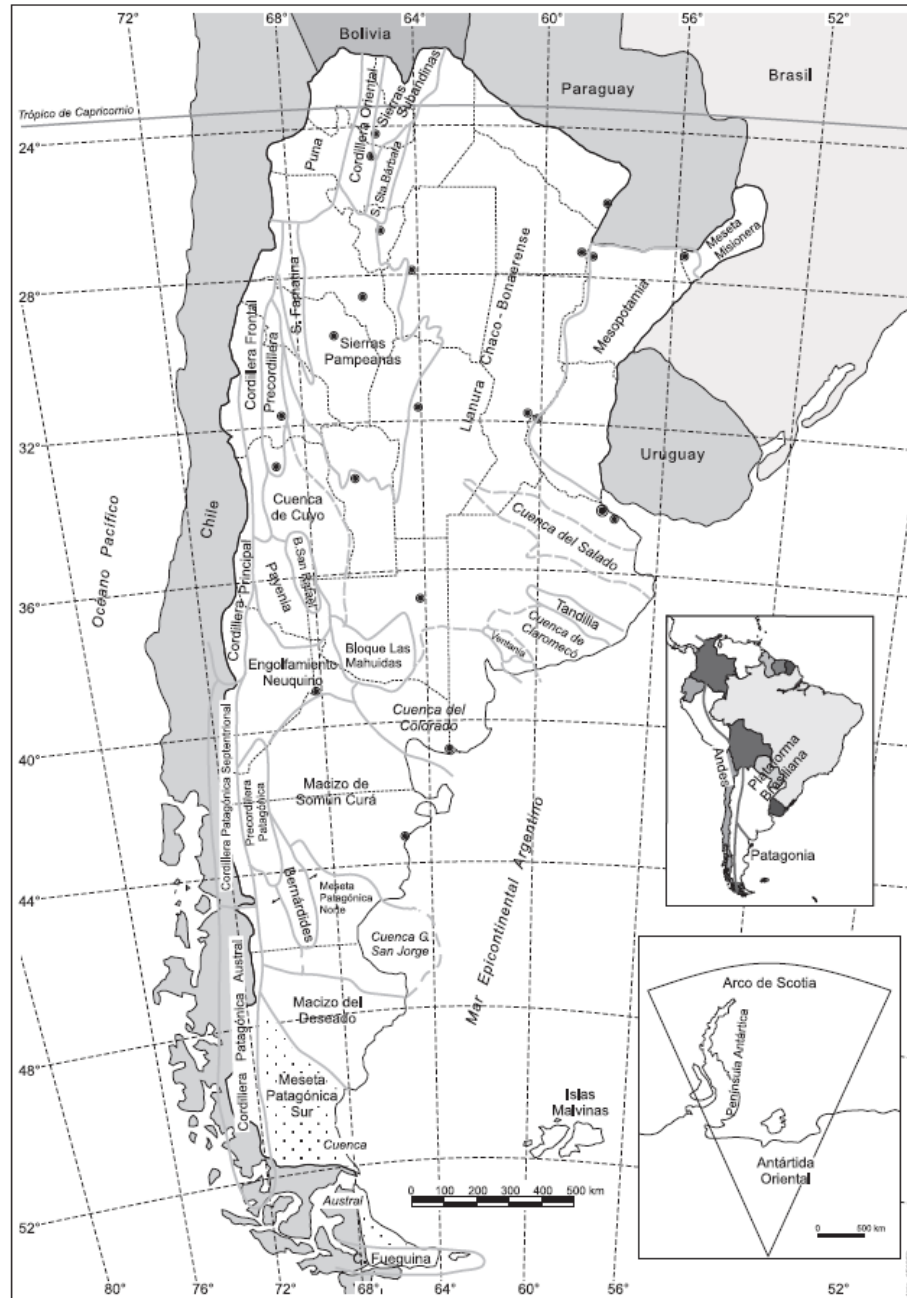 68°
64°
60°
56°
Bolivia
Paraguay
Brasil
Trópico de Capricornio
24°
Puna
Cordillera Oriental
Sierras
Subandinas
S. Sta. Bárbara
Meseta
Misionera
28°
Cordillera Frontal
Precordillera
S. Famatina
Sierras
Pampeanas
Llanura Chaco - Bonaerense
Mesopotamia
32°
Uruguay
Océano Pacífico
Chile
Cuenca
de Cuyo
Cuenca del Salado
36°
Cordillera Principal
Payenia
B. San Rafael
Tandilia
Cuenca de
Claromecó
Ventania
Bloque Las
Mahuidas
Engolfamiento
Neuquino
Cuenca del
Colorado
40°
Cordillera Patagónica Septentrional
Precordillera
Patagónica
Macizo de
Somún Curá
Mar Epicontinental Argentino
44°
Bernárdides
Meseta
Patagónica
Norte
Cuenca G.
San Jorge
Cordillera Patagónica Austral
Macizo del
Deseado
48°
Meseta
Patagónica
Sur
Islas
Malvinas
Cuenca
Austral
0 100 200 300 400 500 km
52°
C. Fueguina
80°
76°
72°
68°
64°
60°
56°
52°
Andes
Plataforma
Brasiliana
Patagonia
Arco de Scotia
Península Antártica
Antártida
Oriental
0 500 km